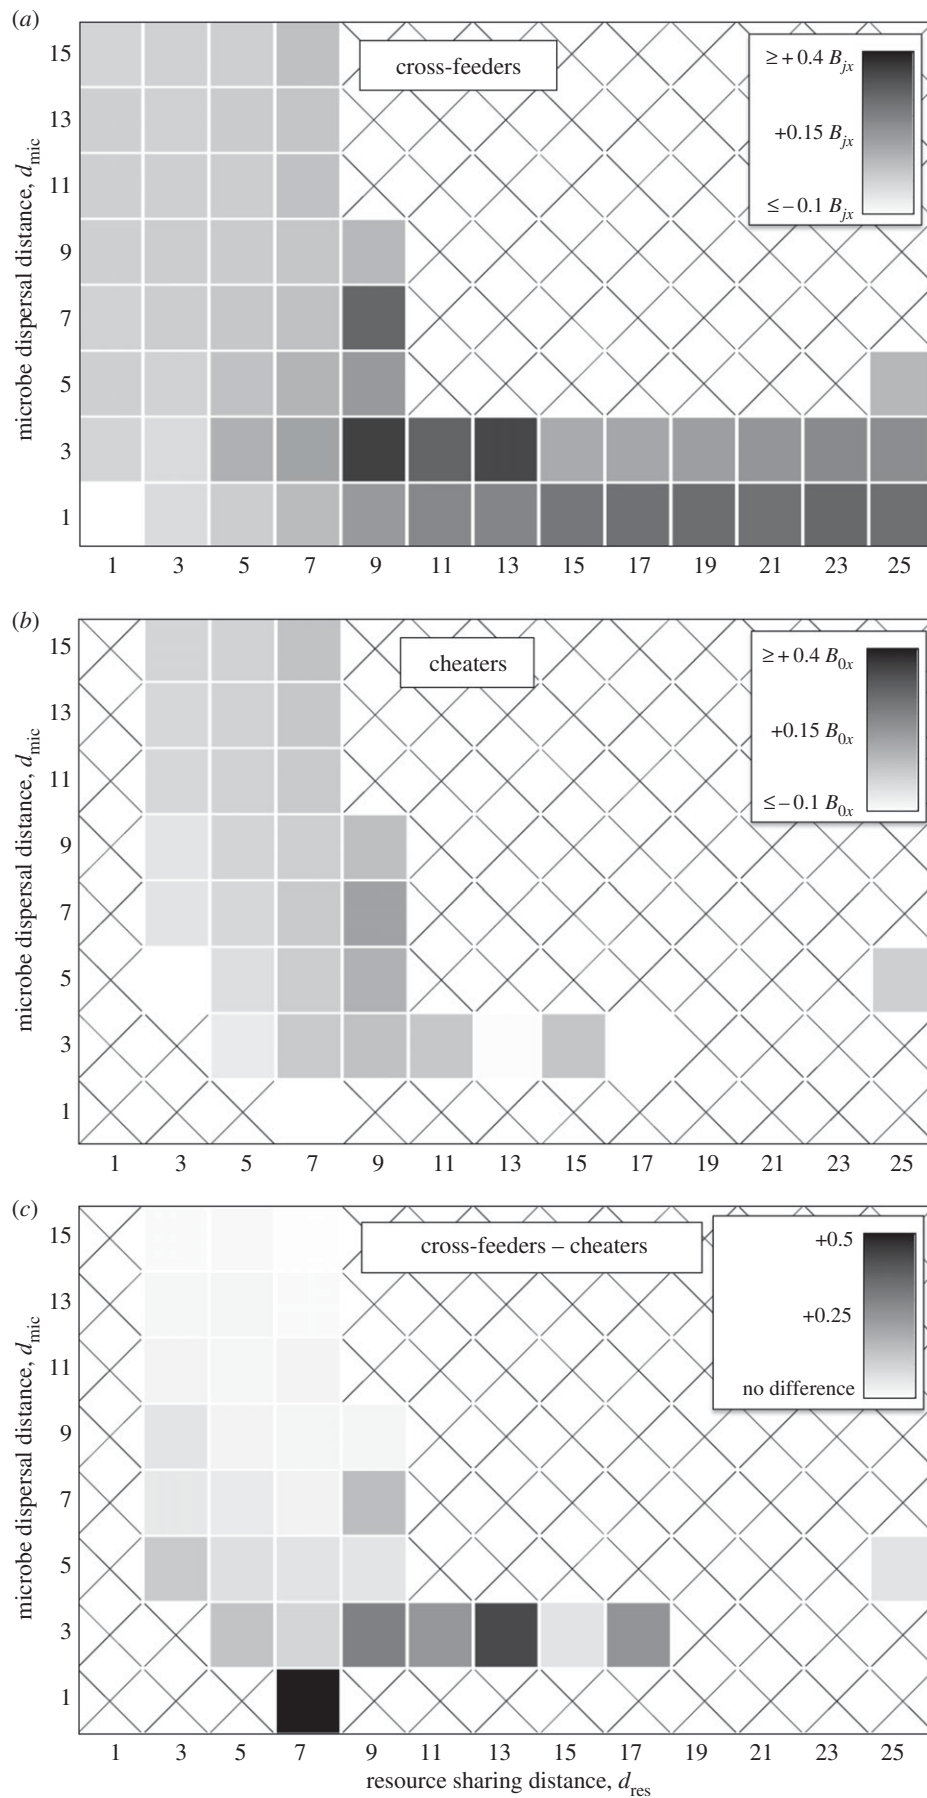 (a)
cross-feeders
≥ + 0.4 B_jx
+0.15 B_jx
≤ – 0.1 B_jx
microbe dispersal distance, d_mic
15
13
11
9
7
5
3
1
1 3 5 7 9 11 13 15 17 19 21 23 25
(b)
cheaters
≥ + 0.4 B_0x
+0.15 B_0x
≤ – 0.1 B_0x
microbe dispersal distance, d_mic
15
13
11
9
7
5
3
1
1 3 5 7 9 11 13 15 17 19 21 23 25
(c)
cross-feeders – cheaters
+0.5
+0.25
no difference
microbe dispersal distance, d_mic
15
13
11
9
7
5
3
1
1 3 5 7 9 11 13 15 17 19 21 23 25
resource sharing distance, d_res